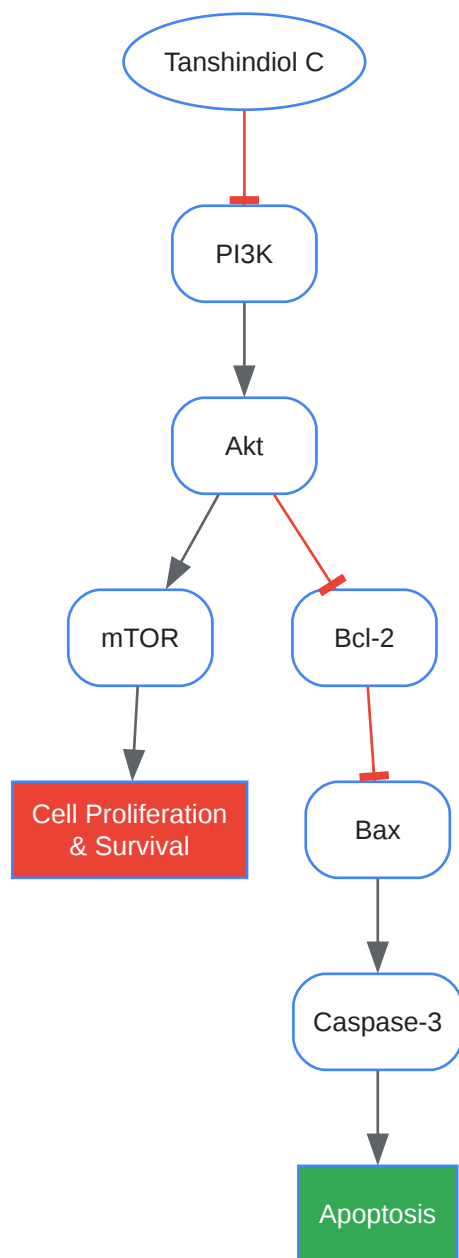 Tanshindiol C
PI3K
Akt
mTOR
Bcl-2
Cell Proliferation
& Survival
Bax
Caspase-3
Apoptosis